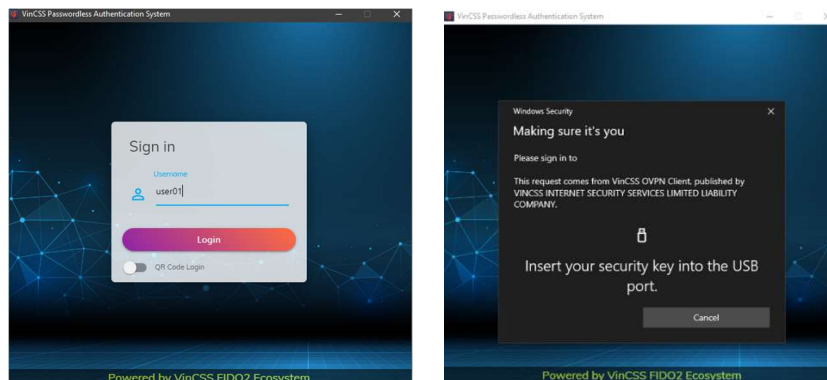 VinCSS Passwordless Authentication System
Sign in
Username
user01
Login
QR Code Login
Powered by VinCSS FIDO2 Ecosystem
VinCSS Passwordless Authentication System
Windows Security
Making sure it's you
Please sign in to
This request comes from VinCSS OVPN Client, published by
VINCSS INTERNET SECURITY SERVICES LIMITED LIABILITY
COMPANY.
Insert your security key into the USB
port.
Cancel
Powered by VinCSS FIDO2 Ecosystem